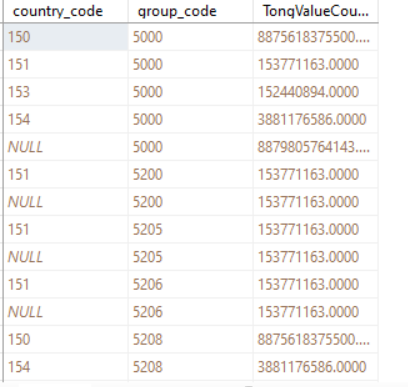 country_code group_code TongValueCou...
150 5000 8875618375500....
151 5000 153771163.0000
153 5000 152440894.0000
154 5000 3881176586.0000
NULL 5000 8879805764143....
151 5200 153771163.0000
NULL 5200 153771163.0000
151 5205 153771163.0000
NULL 5205 153771163.0000
151 5206 153771163.0000
NULL 5206 153771163.0000
150 5208 8875618375500....
154 5208 3881176586.0000